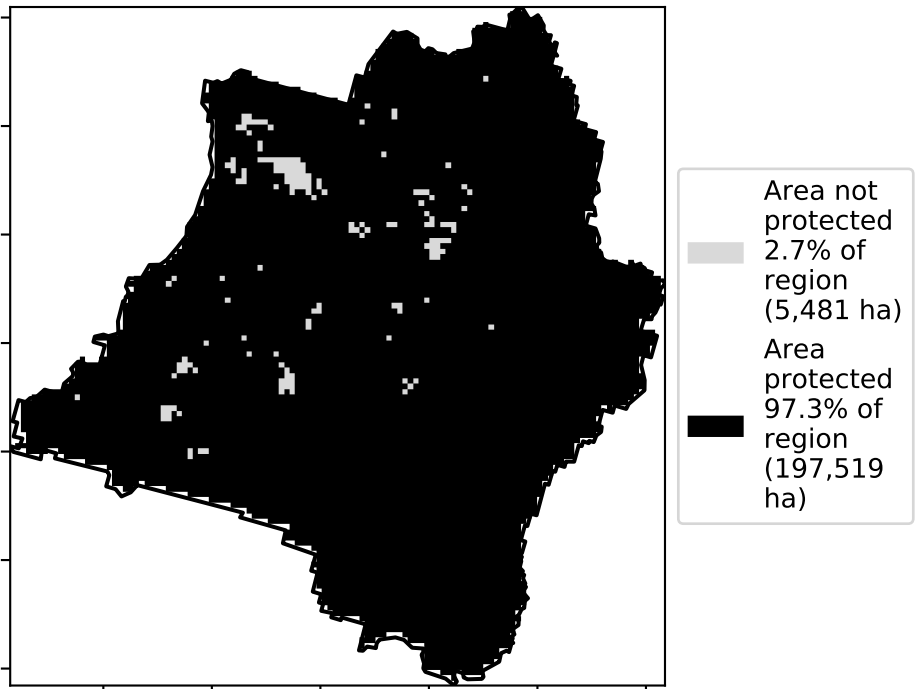 Area not
protected
2.7% of
region
(5,481 ha)
Area
protected
97.3% of
region
(197,519
ha)